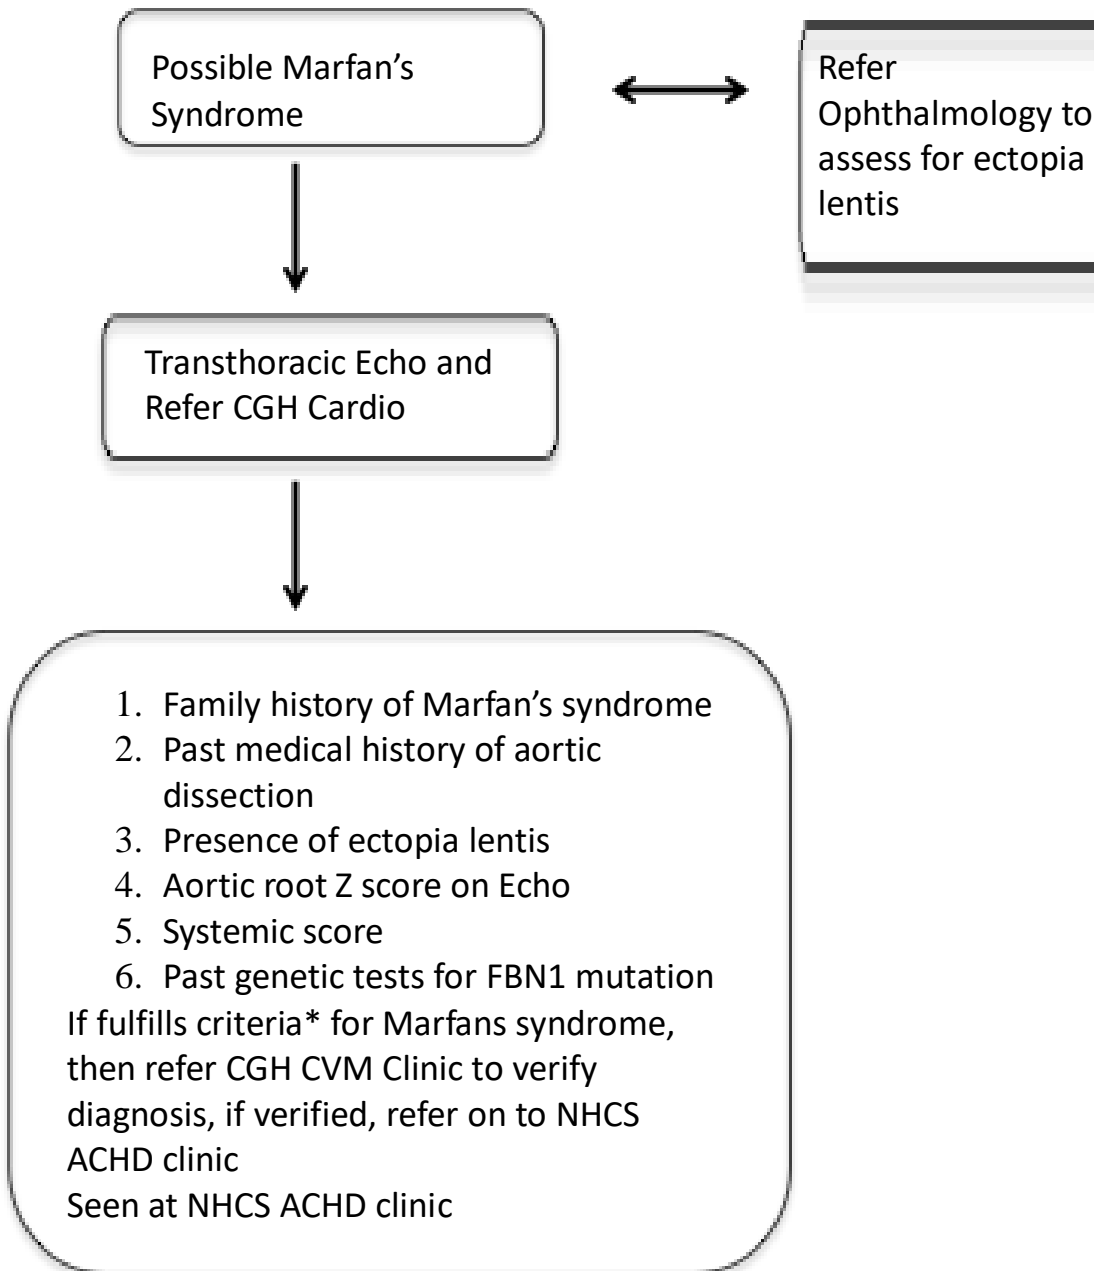 Possible Marfan’s
Syndrome
Refer
Ophthalmology to
assess for ectopia
lentis
Transthoracic Echo and
Refer CGH Cardio
1. Family history of Marfan’s syndrome
2. Past medical history of aortic
dissection
3. Presence of ectopia lentis
4. Aortic root Z score on Echo
5. Systemic score
6. Past genetic tests for FBN1 mutation
If fulfills criteria* for Marfans syndrome,
then refer CGH CVM Clinic to verify
diagnosis, if verified, refer on to NHCS
ACHD clinic
Seen at NHCS ACHD clinic